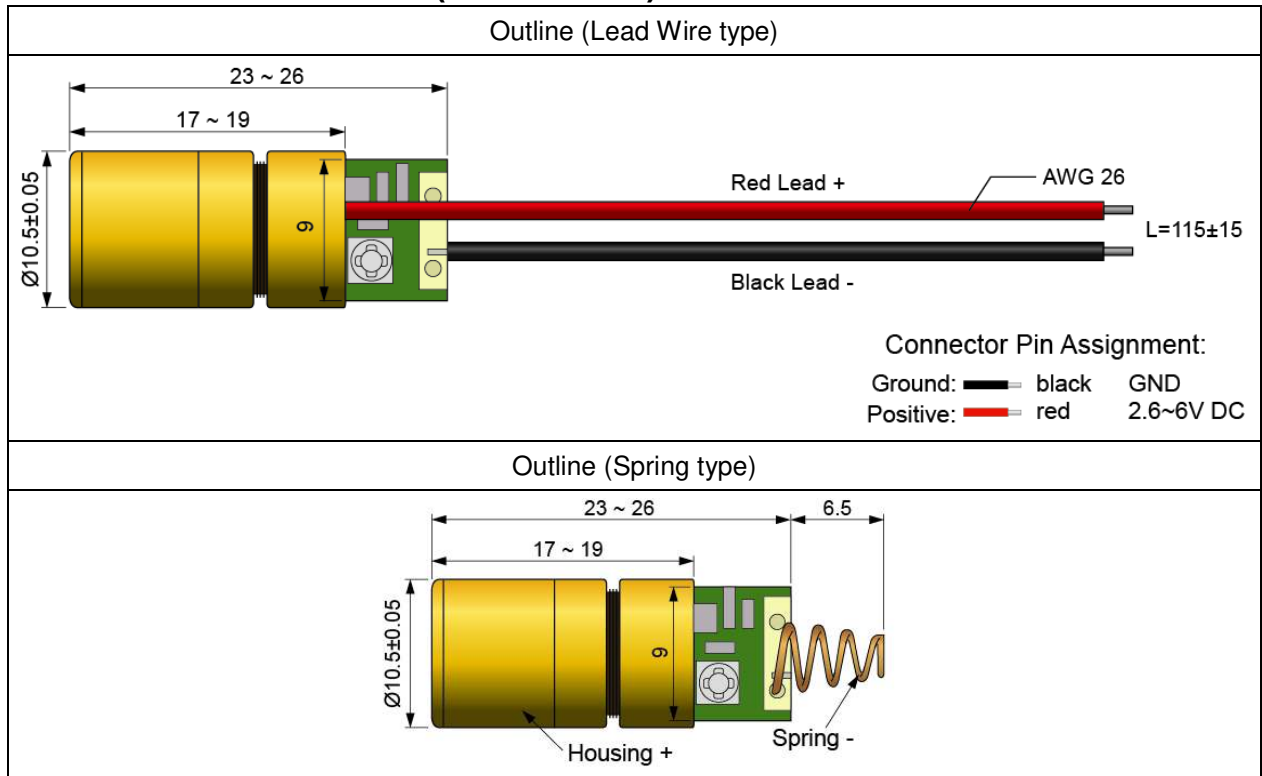 Outline (Lead Wire type)
23 ~ 26
17 ~ 19
Ø10.5±0.05
9
Red Lead +
AWG 26
L=115±15
Black Lead -
Connector Pin Assignment:
Ground: black GND
Positive: red 2.6~6V DC
Outline (Spring type)
23 ~ 26 6.5
17 ~ 19
Ø10.5±0.05
9
Housing +
Spring -